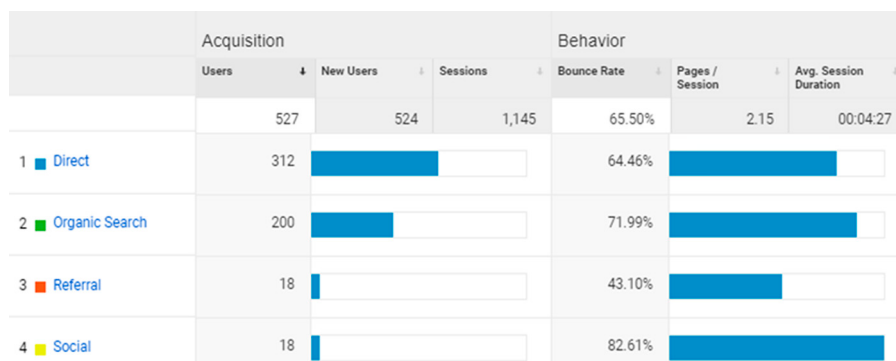 Acquisition Behavior
Users New Users Sessions Bounce Rate Pages / Session Avg. Session Duration
527 524 1,145 65.50% 2.15 00:04:27
1 Direct 312 64.46%
2 Organic Search 200 71.99%
3 Referral 18 43.10%
4 Social 18 82.61%